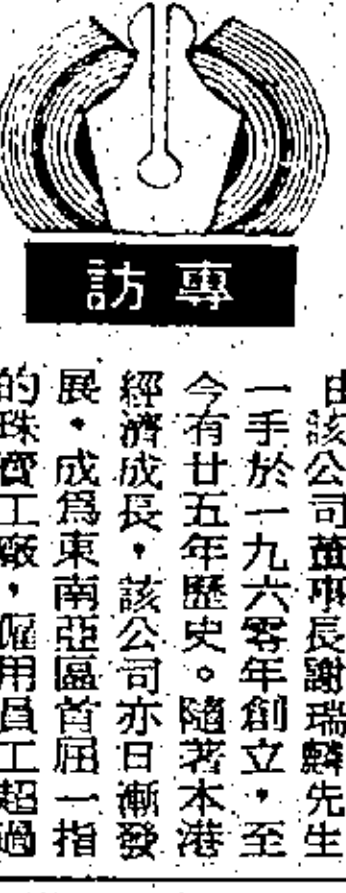 專訪
由該公司董事長謝瑞麟先生
一手於一九六零年創立，至
今有廿五年歷史。隨著本港
經濟成長，該公司亦日漸發
展，成爲東南亞區首屈一指
的珠寶工廠，僱用員工超過